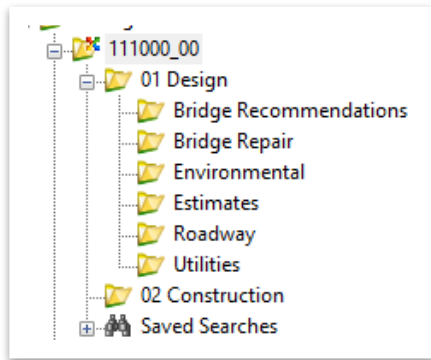 111000_00
01 Design
Bridge Recommendations
Bridge Repair
Environmental
Estimates
Roadway
Utilities
02 Construction
Saved Searches